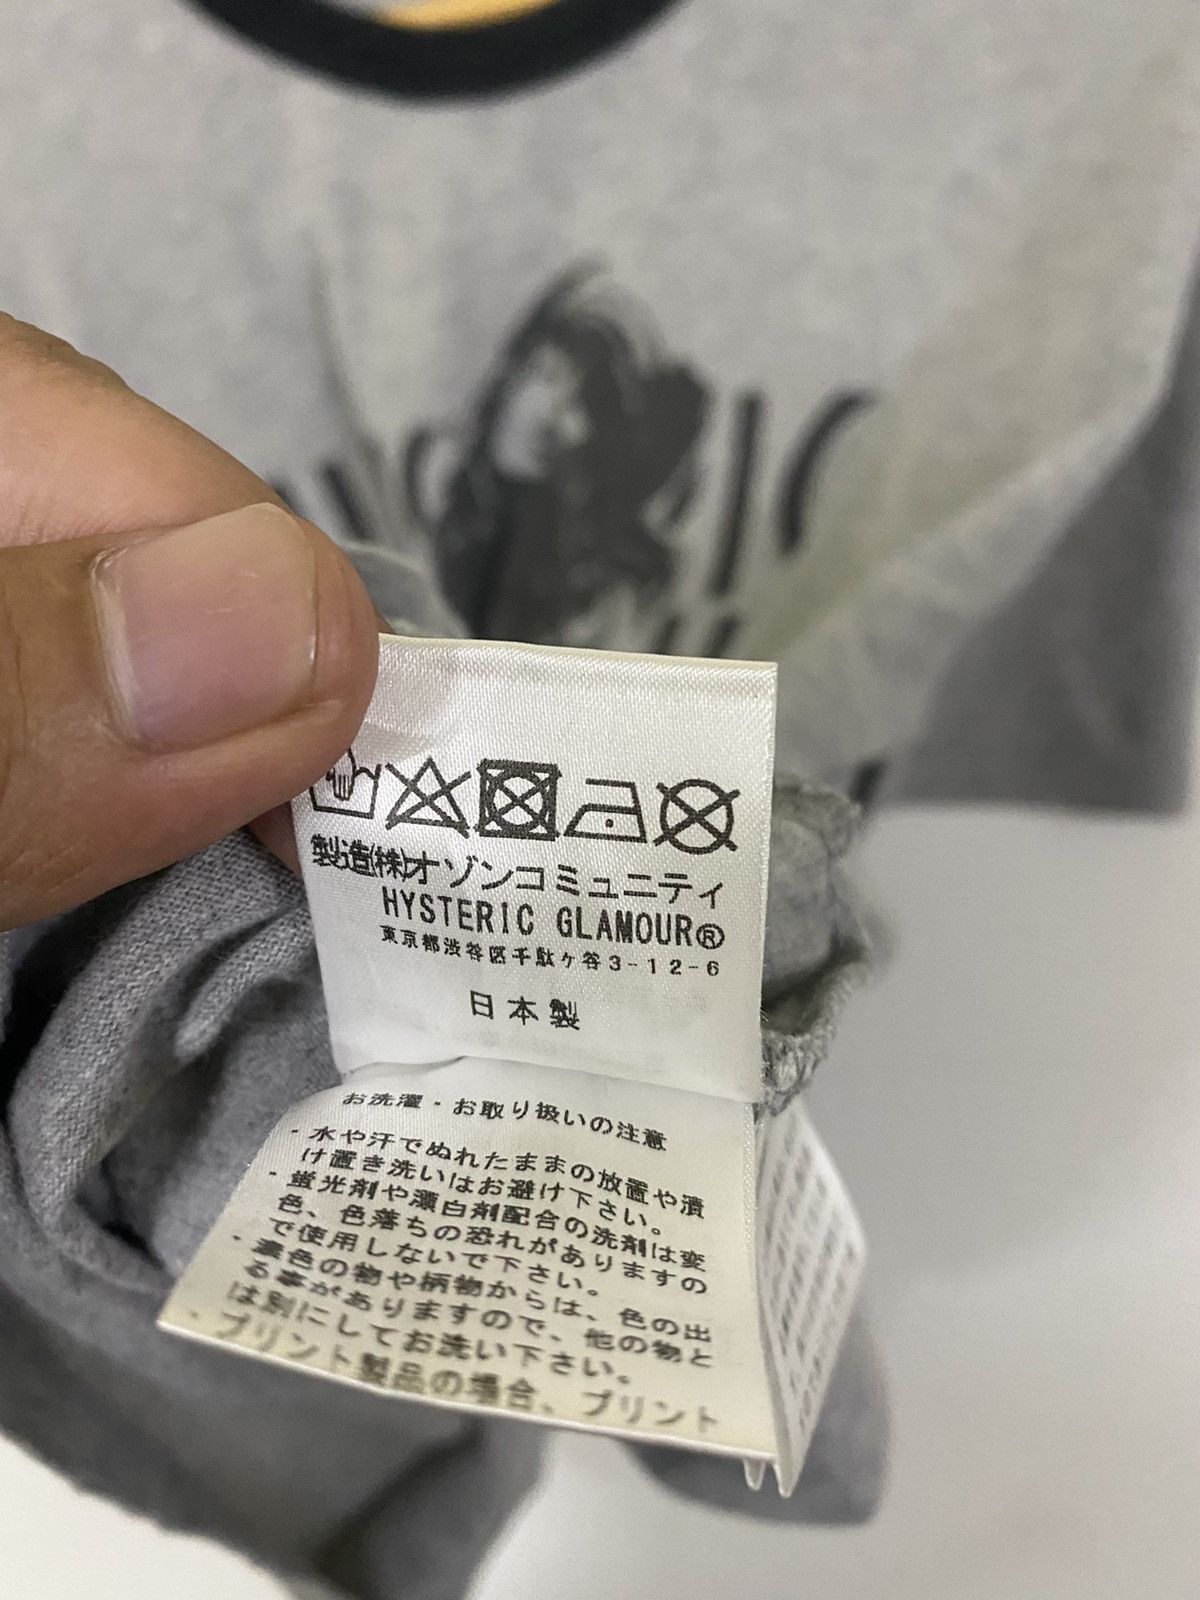 製造(株)オゾンコミュニティ
HYSTERIC GLAMOUR®
東京都渋谷区千駄ケ谷3-12-6
日本製
お洗濯・お取り扱いの注意
・水や汗でぬれたままの放置や漬
け置き洗いはお避け下さい。
・蛍光剤や漂白剤配合の洗剤は変
色、色落ちの恐れがありますの
で使用しないで下さい。
・濃色の物や柄物からは、色の出
る事がありますので、他の物と
は別にしてお洗い下さい。
・プリント製品の場合、プリント